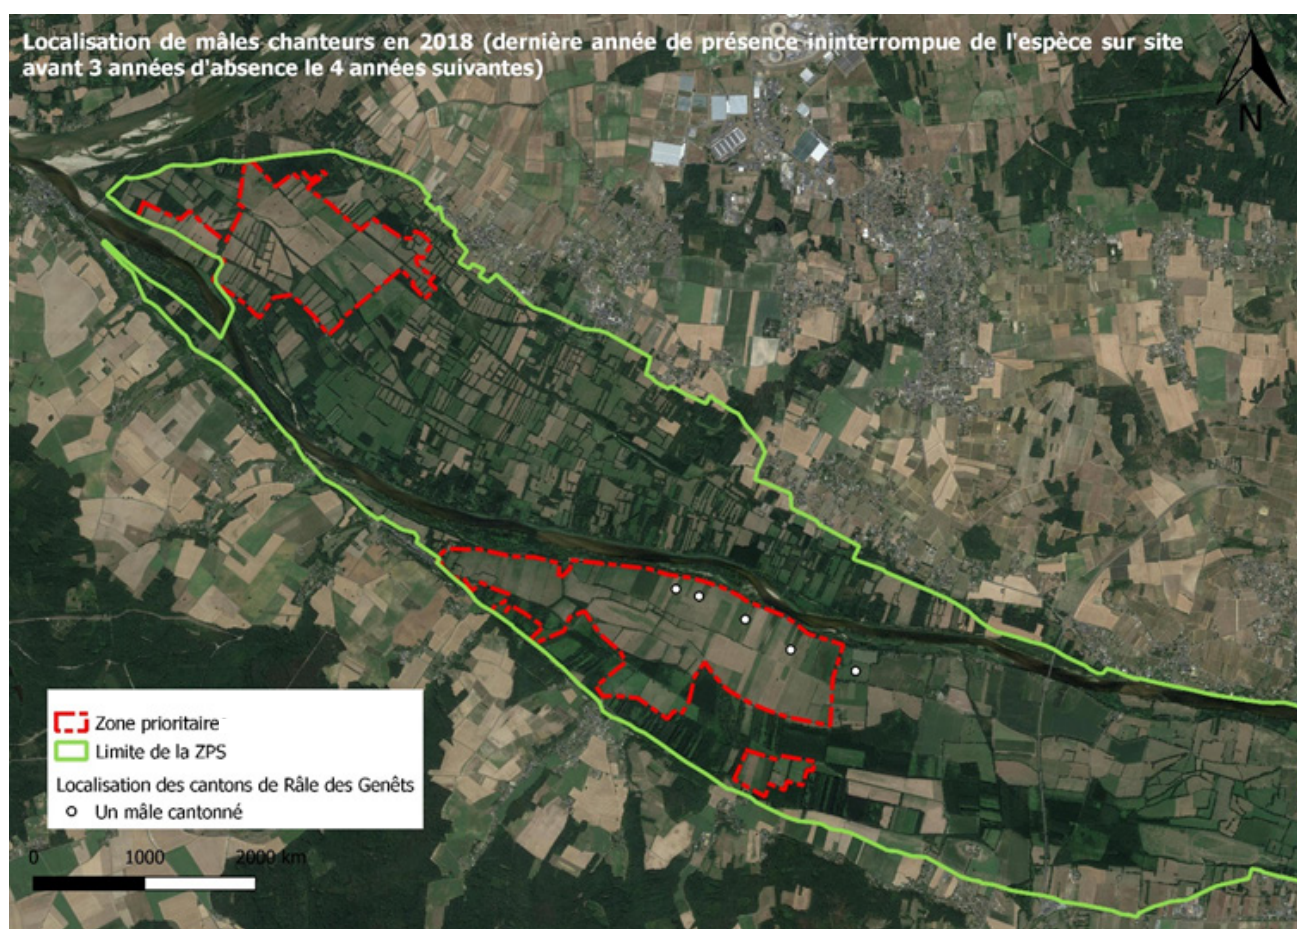 Localisation de mâles chanteurs en 2018 (dernière année de présence ininterrompue de l'espèce sur site
avant 3 années d'absence le 4 années suivantes)
N
Zone prioritaire
Limite de la ZPS
Localisation des cantons de Râle des Genêts
Un mâle cantonné
0 1000 2000 km